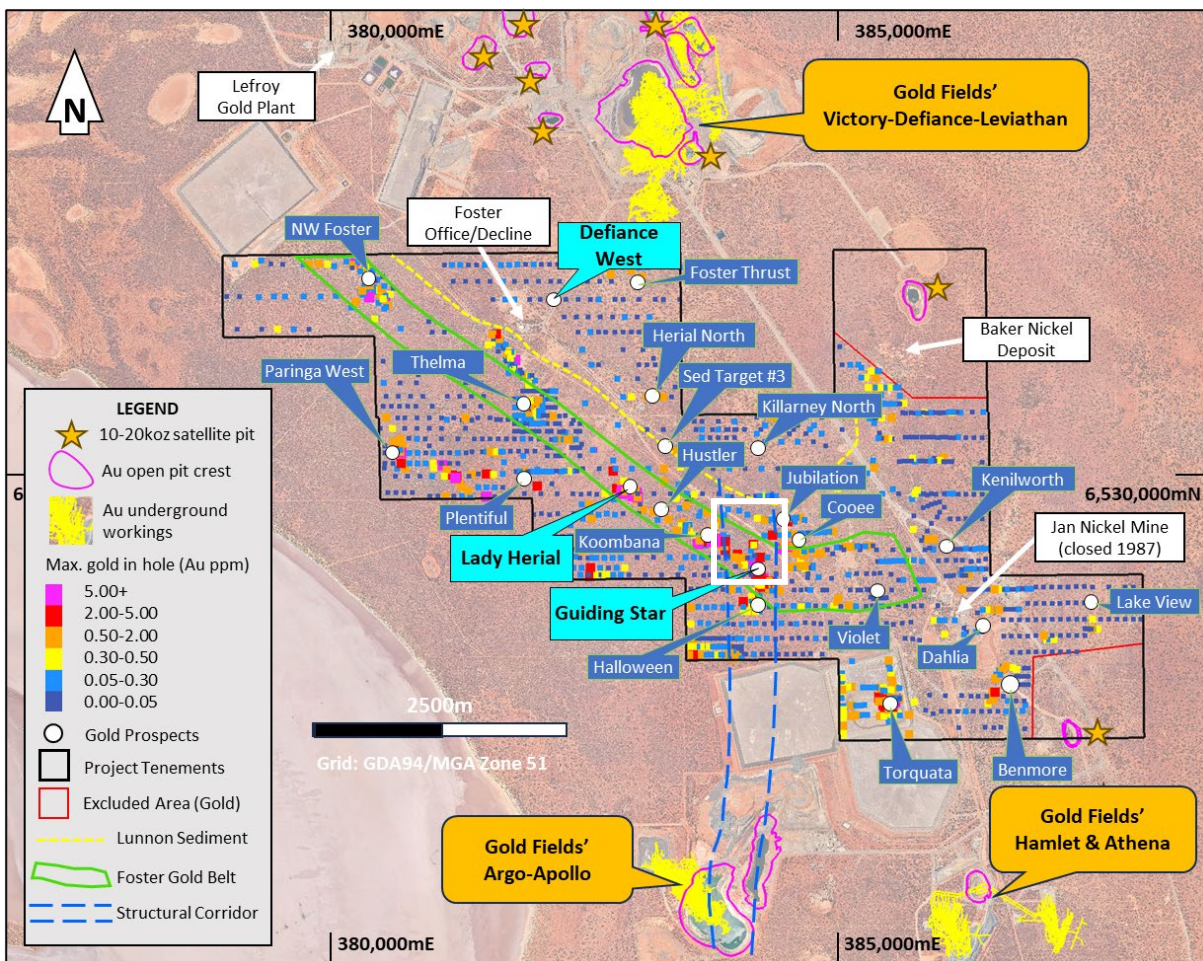 380,000mE
385,000mE
Lefroy
Gold Plant
N
Gold Fields'
Victory-Defiance-Leviathan
NW Foster
Foster
Office/Decline
Defiance
West
Foster Thrust
Herial North
Baker Nickel
Deposit
Paringa West
Thelma
Sed Target #3
Killarney North
Hustler
Jubilation
Kenilworth
6
6,530,000mN
Plentiful
Cooee
Koombana
Jan Nickel Mine
(closed 1987)
Lady Herial
Guiding Star
Lake View
Violet
Dahlia
Halloween
2500m
Grid: GDA94/MGA Zone 51
Torquata
Benmore
Gold Fields'
Argo-Apollo
Gold Fields'
Hamlet & Athena
LEGEND
10-20koz satellite pit
Au open pit crest
Au underground
workings
Max. gold in hole (Au ppm)
5.00+
2.00-5.00
0.50-2.00
0.30-0.50
0.05-0.30
0.00-0.05
Gold Prospects
Project Tenements
Excluded Area (Gold)
Lunnon Sediment
Foster Gold Belt
Structural Corridor
380,000mE
385,000mE